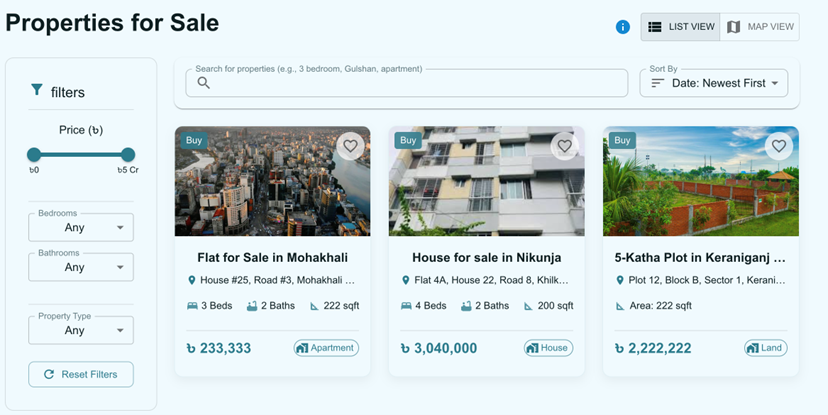 Properties for Sale
i
LIST VIEW
MAP VIEW
filters
Price (৳)
৳0
৳5 Cr
Bedrooms
Any
Bathrooms
Any
Property Type
Any
Reset Filters
Search for properties (e.g., 3 bedroom, Gulshan, apartment)
Sort By
Date: Newest First
Buy
Flat for Sale in Mohakhali
House #25, Road #3, Mohakhali ...
3 Beds
2 Baths
222 sqft
৳ 233,333
Apartment
Buy
House for sale in Nikunja
Flat 4A, House 22, Road 8, Khilk...
4 Beds
2 Baths
200 sqft
৳ 3,040,000
House
Buy
5-Katha Plot in Keraniganj ...
Plot 12, Block B, Sector 1, Kerani...
Area: 222 sqft
৳ 2,222,222
Land